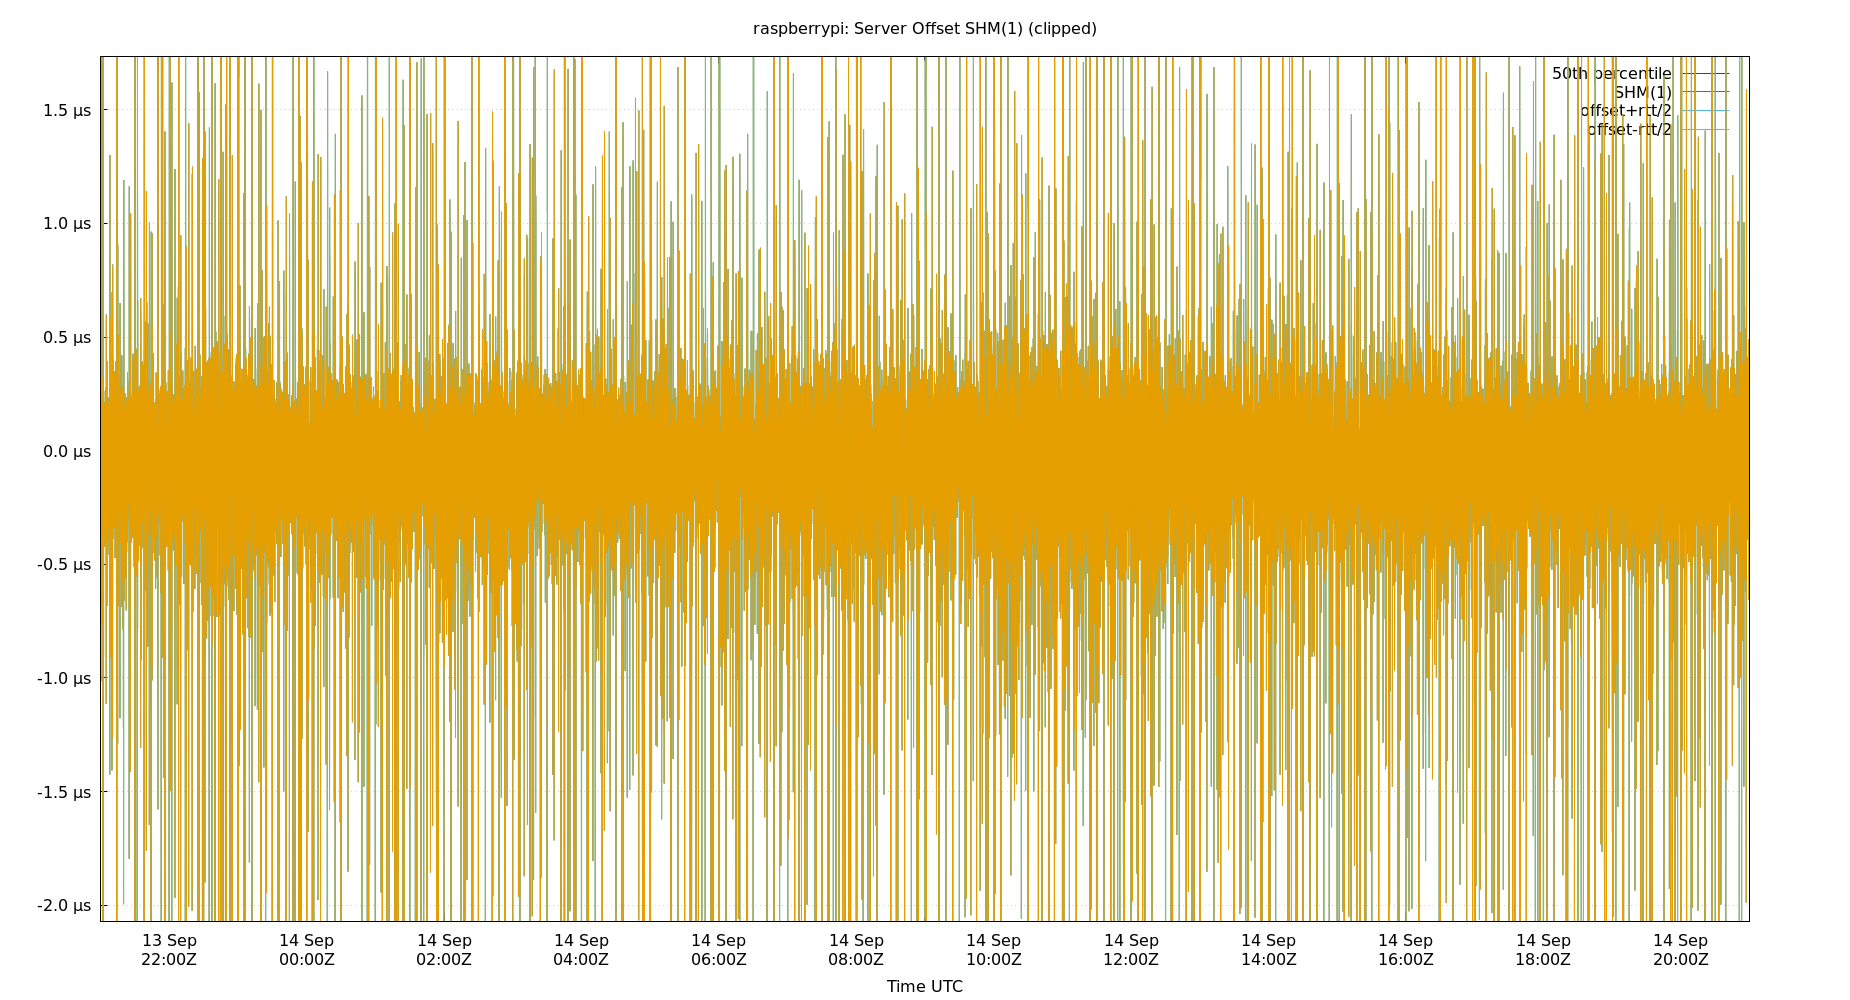 raspberrypi: Server Offset SHM(1) (clipped)
50th percentile
SHM(1)
offset+rtt/2
offset-rtt/2
1.5 µs
1.0 µs
0.5 µs
0.0 µs
-0.5 µs
-1.0 µs
-1.5 µs
-2.0 µs
13 Sep 14 Sep 14 Sep 14 Sep 14 Sep 14 Sep 14 Sep 14 Sep 14 Sep 14 Sep 14 Sep 14 Sep
22:00Z 00:00Z 02:00Z 04:00Z 06:00Z 08:00Z 10:00Z 12:00Z 14:00Z 16:00Z 18:00Z 20:00Z
Time UTC